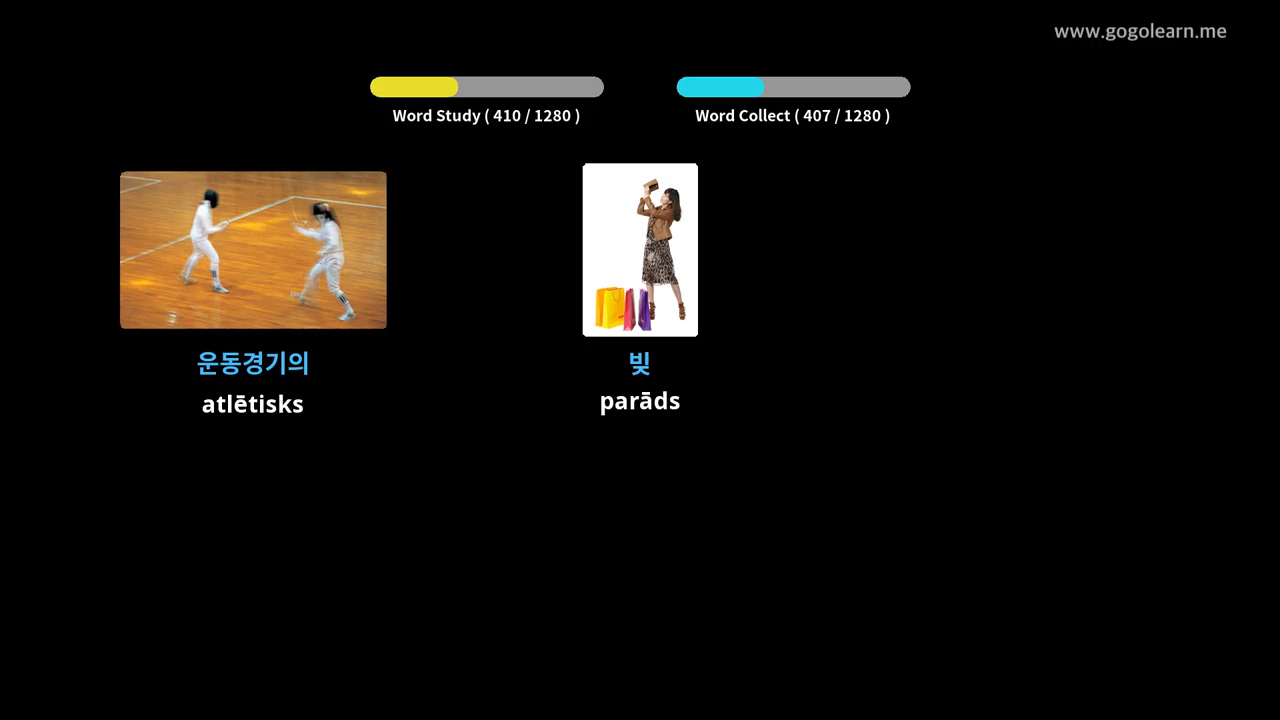 www.gogolearn.me
Word Study ( 410 / 1280 )
Word Collect ( 407 / 1280 )
운동경기의
atlētisks
빚
parāds